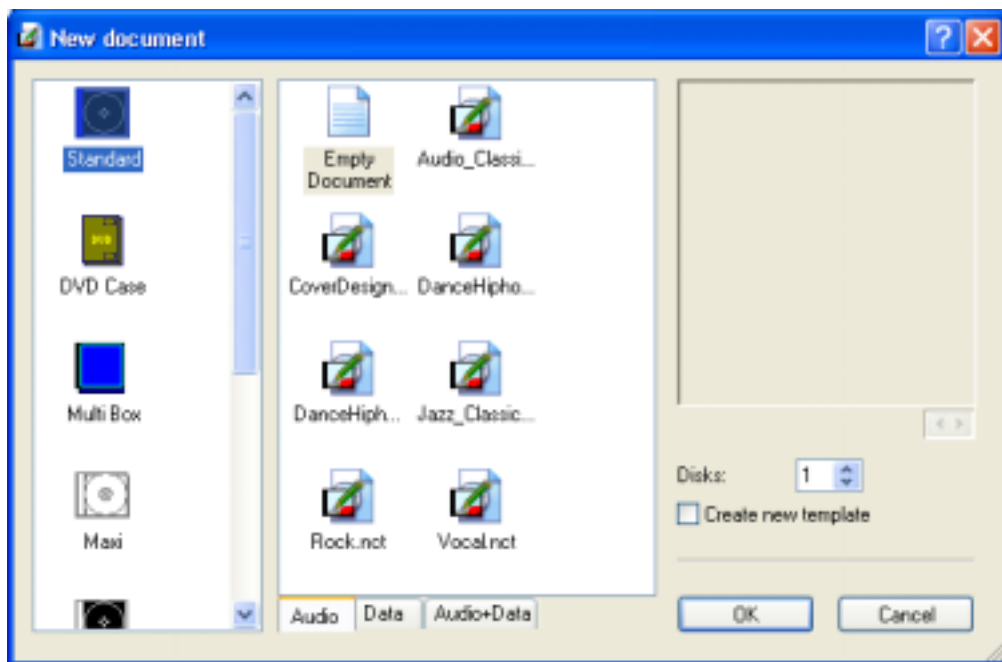 New document
Standard
DVD
DVD Case
Multi Box
Maxi
Empty
Document
Audio_Classi...
CoverDesign...
DanceHipho...
DanceHiph...
Jazz_Classic...
Rock.nct
Vocal.nct
Audio
Data
Audio+Data
Disks:
1
Create new template
OK
Cancel